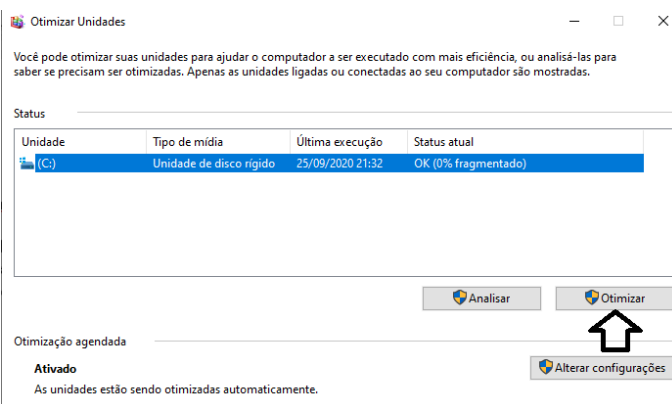 Otimizar Unidades
Você pode otimizar suas unidades para ajudar o computador a ser executado com mais eficiência, ou analisá-las para
saber se precisam ser otimizadas. Apenas as unidades ligadas ou conectadas ao seu computador são mostradas.
Status
Unidade Tipo de mídia Última execução Status atual
(C:) Unidade de disco rígido 25/09/2020 21:32 OK (0% fragmentado)
Analisar Otimizar
Otimização agendada
Ativado Alterar configurações
As unidades estão sendo otimizadas automaticamente.